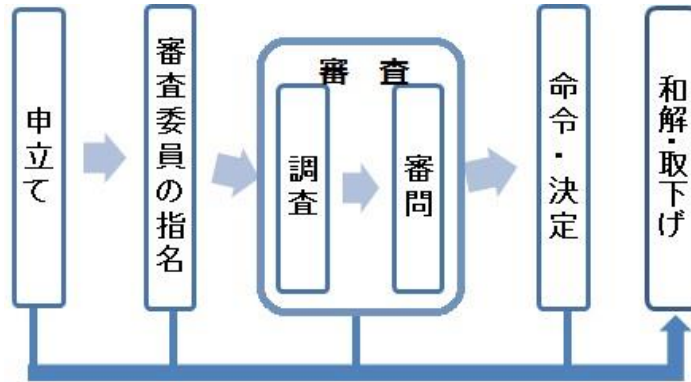 申立て
審査委員の指名
審　査
調査
審問
命令・決定
和解・取下げ